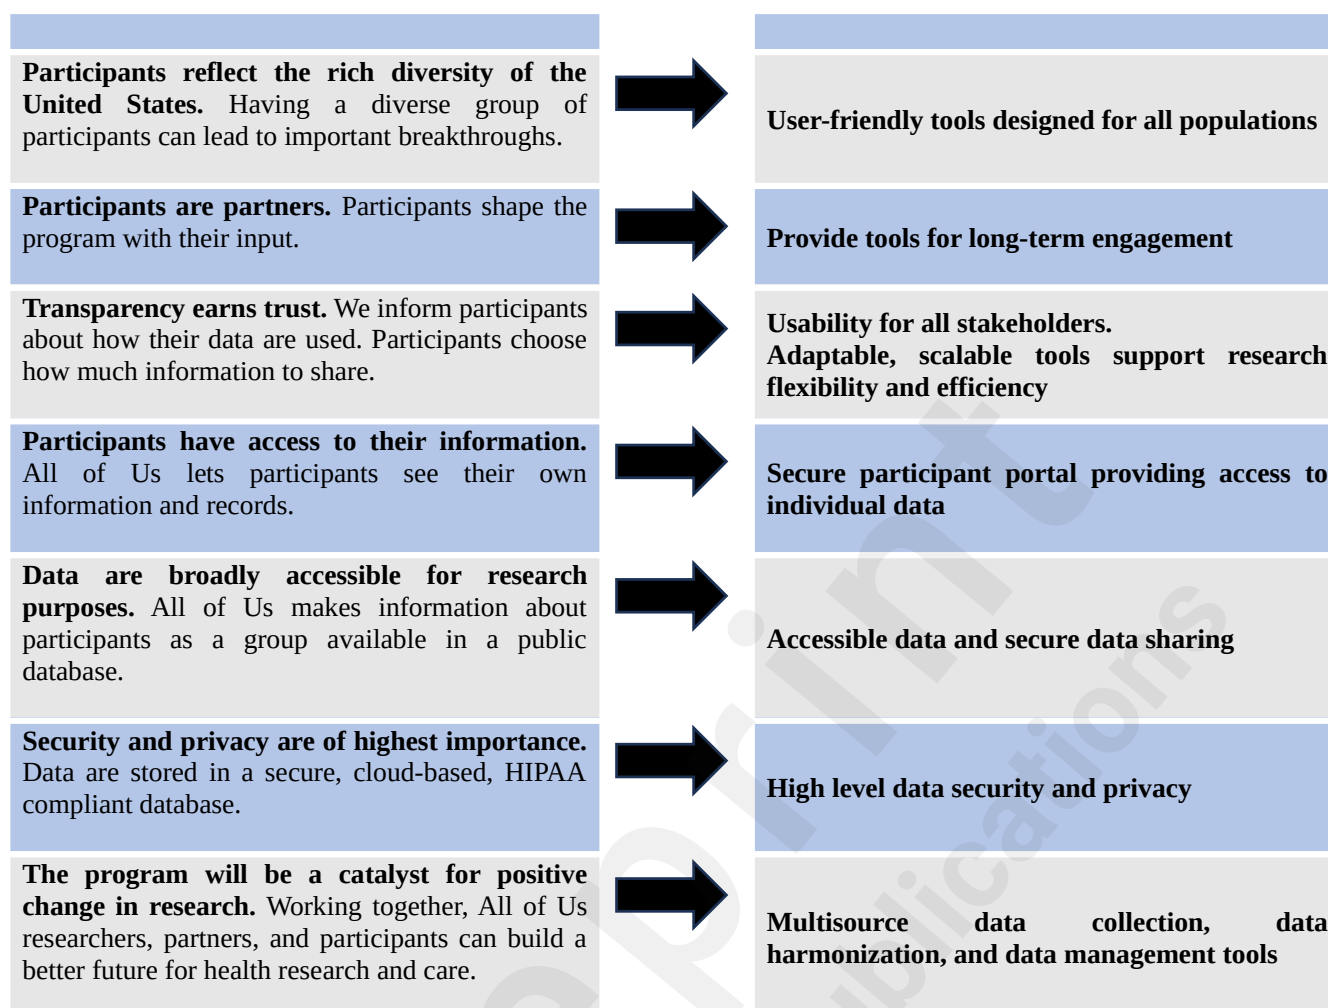 Participants reflect the rich diversity of the
United States. Having a diverse group of
participants can lead to important breakthroughs.
User-friendly tools designed for all populations
Participants are partners. Participants shape the
program with their input.
Provide tools for long-term engagement
Transparency earns trust. We inform participants
about how their data are used. Participants choose
how much information to share.
Usability for all stakeholders.
Adaptable, scalable tools support research
flexibility and efficiency
Participants have access to their information.
All of Us lets participants see their own
information and records.
Secure participant portal providing access to
individual data
Data are broadly accessible for research
purposes. All of Us makes information about
participants as a group available in a public
database.
Accessible data and secure data sharing
Security and privacy are of highest importance.
Data are stored in a secure, cloud-based, HIPAA
compliant database.
High level data security and privacy
The program will be a catalyst for positive
change in research. Working together, All of Us
researchers, partners, and participants can build a
better future for health research and care.
Multisource data collection, data
harmonization, and data management tools